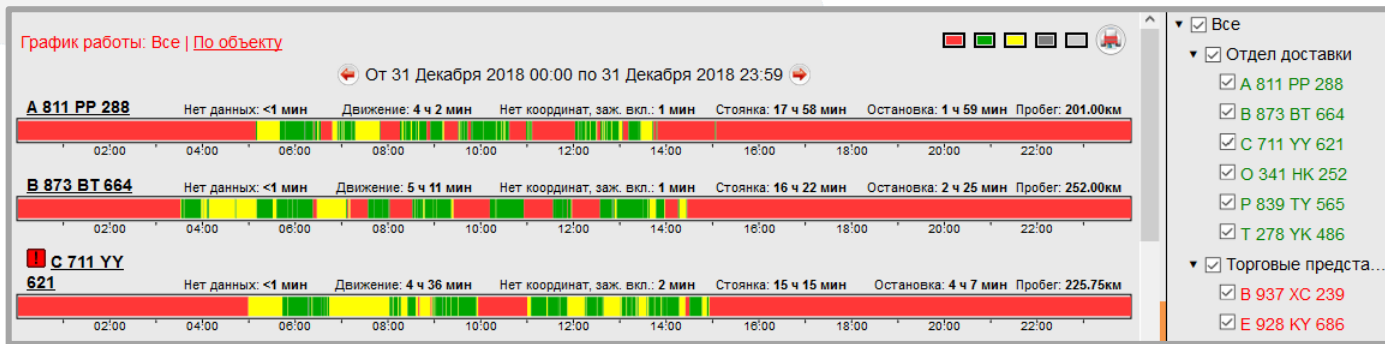 График работы: Все | По объекту
От 31 Декабря 2018 00:00 по 31 Декабря 2018 23:59
А 811 РР 288 Нет данных: <1 мин Движение: 4 ч 2 мин Нет координат, заж. вкл.: 1 мин Стоянка: 17 ч 58 мин Остановка: 1 ч 59 мин Пробег: 201.00км
02:00 04:00 06:00 08:00 10:00 12:00 14:00 16:00 18:00 20:00 22:00
В 873 ВТ 664 Нет данных: <1 мин Движение: 5 ч 11 мин Нет координат, заж. вкл.: 1 мин Стоянка: 16 ч 22 мин Остановка: 2 ч 25 мин Пробег: 252.00км
02:00 04:00 06:00 08:00 10:00 12:00 14:00 16:00 18:00 20:00 22:00
! С 711 YY
621 Нет данных: <1 мин Движение: 4 ч 36 мин Нет координат, заж. вкл.: 2 мин Стоянка: 15 ч 15 мин Остановка: 4 ч 7 мин Пробег: 225.75км
02:00 04:00 06:00 08:00 10:00 12:00 14:00 16:00 18:00 20:00 22:00
Все
Отдел доставки
А 811 РР 288
В 873 ВТ 664
С 711 YY 621
О 341 НК 252
Р 839 TY 565
Т 278 YK 486
Торговые предста...
В 937 ХС 239
Е 928 KY 686